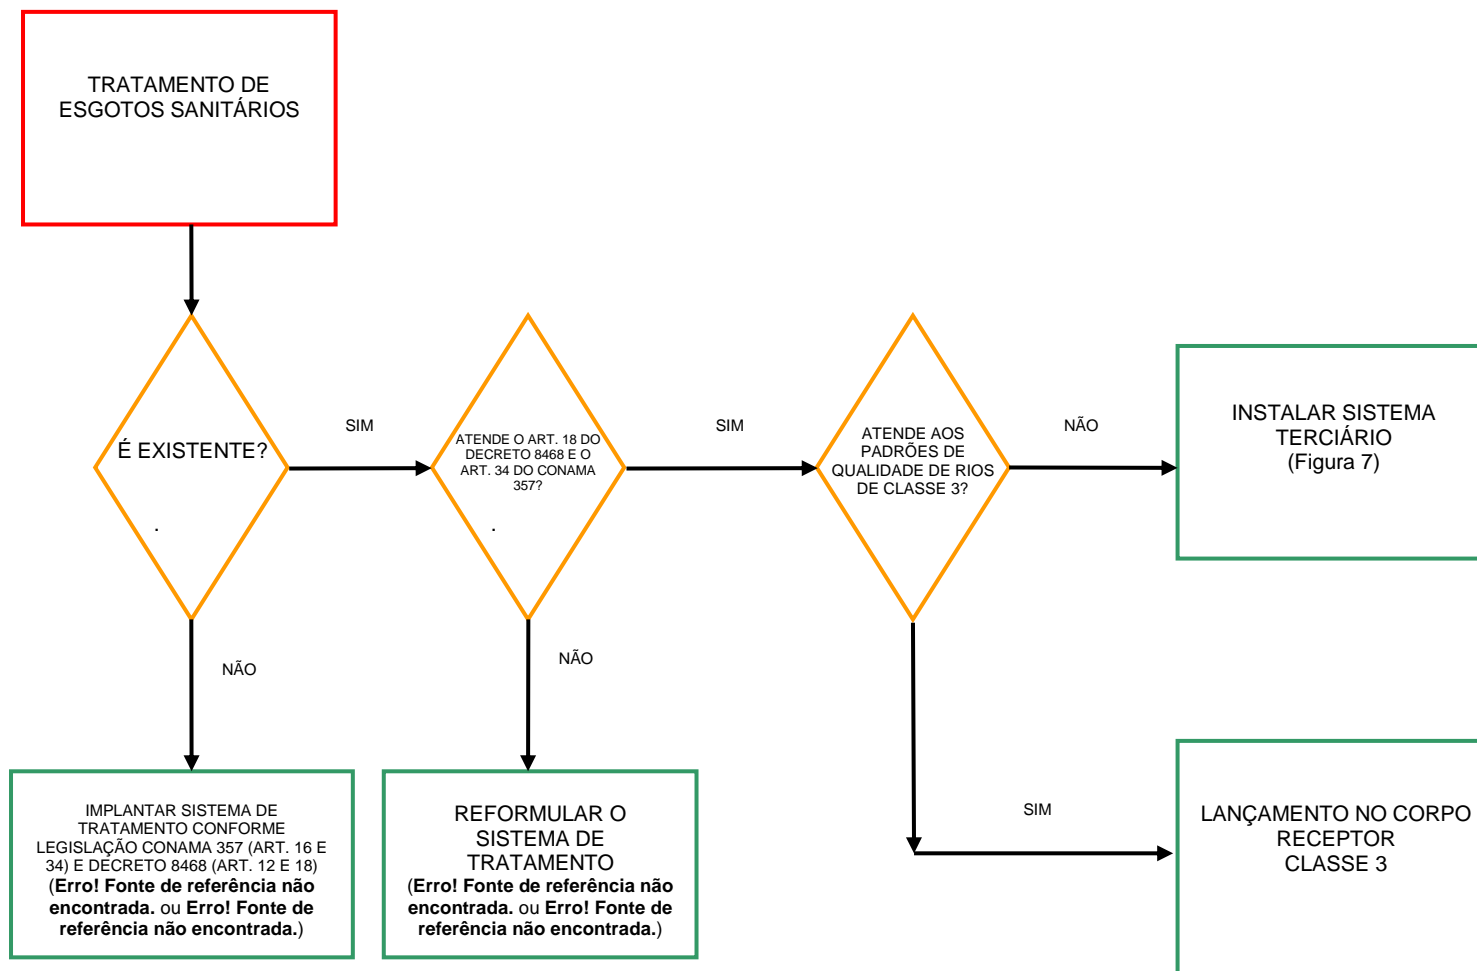 TRATAMENTO DE
ESGOTOS SANITÁRIOS
É EXISTENTE?
.
SIM
ATENDE O ART. 18 DO
DECRETO 8468 E O
ART. 34 DO CONAMA
357?
.
SIM
ATENDE AOS
PADRÕES DE
QUALIDADE DE RIOS
DE CLASSE 3?
NÃO
INSTALAR SISTEMA
TERCIÁRIO
(Figura 7)
NÃO
NÃO
IMPLANTAR SISTEMA DE
TRATAMENTO CONFORME
LEGISLAÇÃO CONAMA 357 (ART. 16 E
34) E DECRETO 8468 (ART. 12 E 18)
(Erro! Fonte de referência não
encontrada. ou Erro! Fonte de
referência não encontrada.)
REFORMULAR O
SISTEMA DE
TRATAMENTO
(Erro! Fonte de referência não
encontrada. ou Erro! Fonte de
referência não encontrada.)
SIM
LANÇAMENTO NO CORPO
RECEPTOR
CLASSE 3